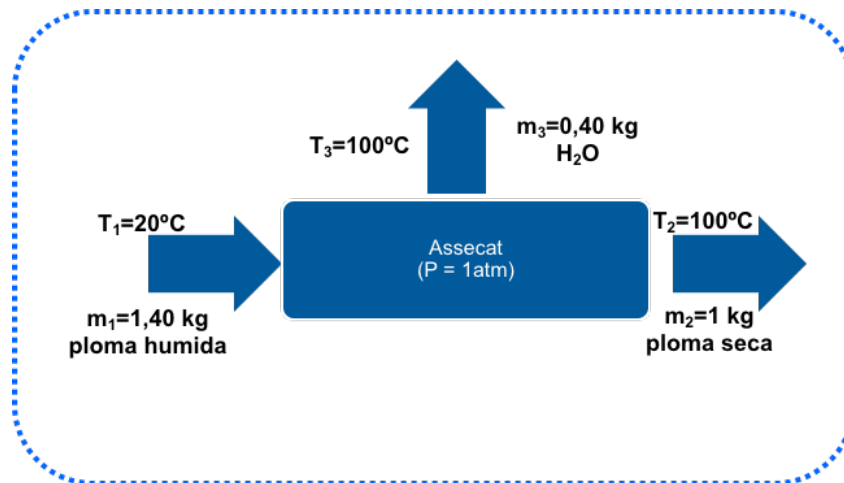 T₃=100ºC
m₃=0,40 kg
H₂O
T₁=20ºC
m₁=1,40 kg
ploma humida
Assecat
(P = 1atm)
T₂=100ºC
m₂=1 kg
ploma seca